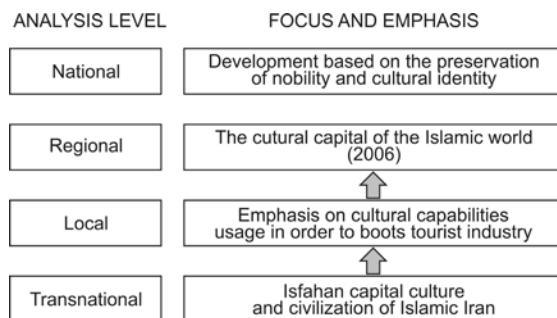 ANALYSIS LEVEL FOCUS AND EMPHASIS
National
Development based on the preservation
of nobility and cultural identity
Regional
The cutural capital of the Islamic world
(2006)
Local
Emphasis on cultural capabilities
usage in order to boots tourist industry
Transnational
Isfahan capital culture
and civilization of Islamic Iran